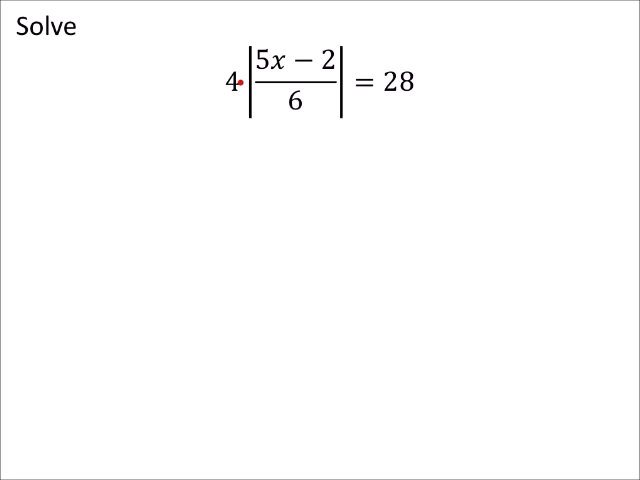 Solve
4·|(5x − 2)/6| = 28